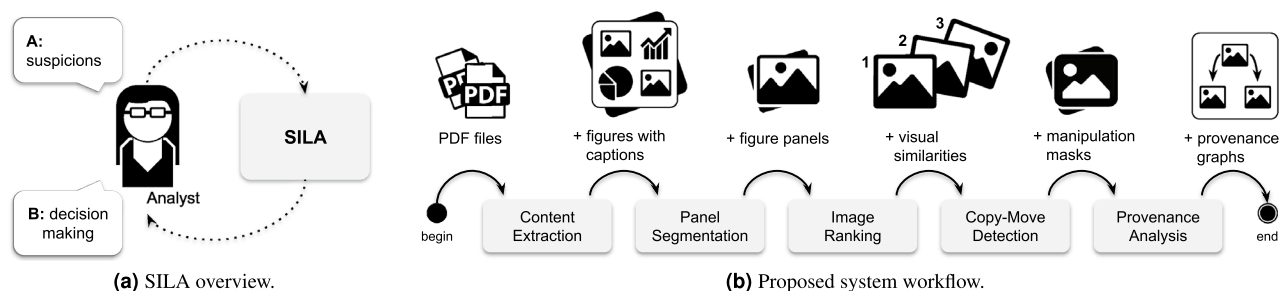 A:
suspicions
SILA
Analyst
B: decision
making
(a) SILA overview.
PDF
PDF
1
2
3
PDF files
+ figures with
captions
+ figure panels
+ visual
similarities
+ manipulation
masks
+ provenance
graphs
begin
Content
Extraction
Panel
Segmentation
Image
Ranking
Copy-Move
Detection
Provenance
Analysis
end
(b) Proposed system workflow.